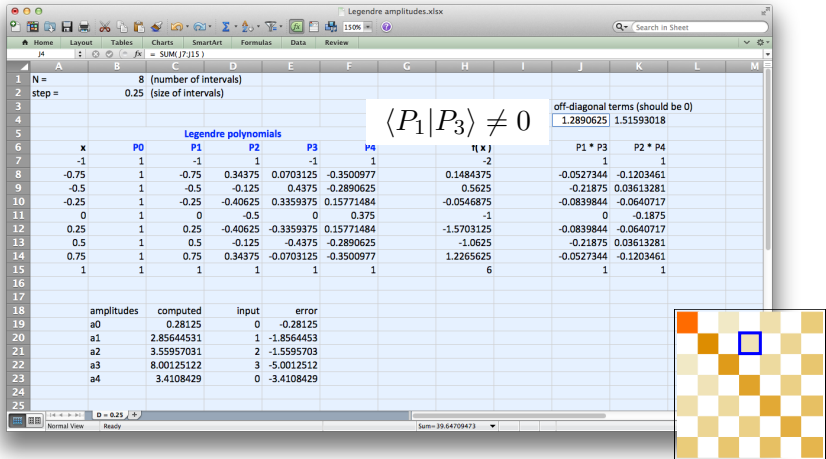 Legendre amplitudes.xlsx
150%
Search in Sheet
Home Layout Tables Charts SmartArt Formulas Data Review
J4 fx = SUM(J7:J15)
A B C D E F G H I J K L M
1 N = 8 (number of intervals)
2 step = 0.25 (size of intervals)
3 off-diagonal terms (should be 0)
⟨P₁|P₃⟩ ≠ 0
4 1.2890625 1.51593018
5 Legendre polynomials
6 x P0 P1 P2 P3 P4 f( x ) P1 * P3 P2 * P4
7 -1 1 -1 1 -1 1 -2 1 1
8 -0.75 1 -0.75 0.34375 0.0703125 -0.3500977 0.1484375 -0.0527344 -0.1203461
9 -0.5 1 -0.5 -0.125 0.4375 -0.2890625 0.5625 -0.21875 0.03613281
10 -0.25 1 -0.25 -0.40625 0.3359375 0.15771484 -0.0546875 -0.0839844 -0.0640717
11 0 1 0 -0.5 0 0.375 -1 0 -0.1875
12 0.25 1 0.25 -0.40625 -0.3359375 0.15771484 -1.5703125 -0.0839844 -0.0640717
13 0.5 1 0.5 -0.125 -0.4375 -0.2890625 -1.0625 -0.21875 0.03613281
14 0.75 1 0.75 0.34375 -0.0703125 -0.3500977 1.2265625 -0.0527344 -0.1203461
15 1 1 1 1 1 1 6 1 1
16
17
18 amplitudes computed input error
19 a0 0.28125 0 -0.28125
20 a1 2.85644531 1 -1.8564453
21 a2 3.55957031 2 -1.5595703
22 a3 8.00125122 3 -5.0012512
23 a4 3.4108429 0 -3.4108429
24
25
D = 0.25
Normal View Ready Sum=39.64709473